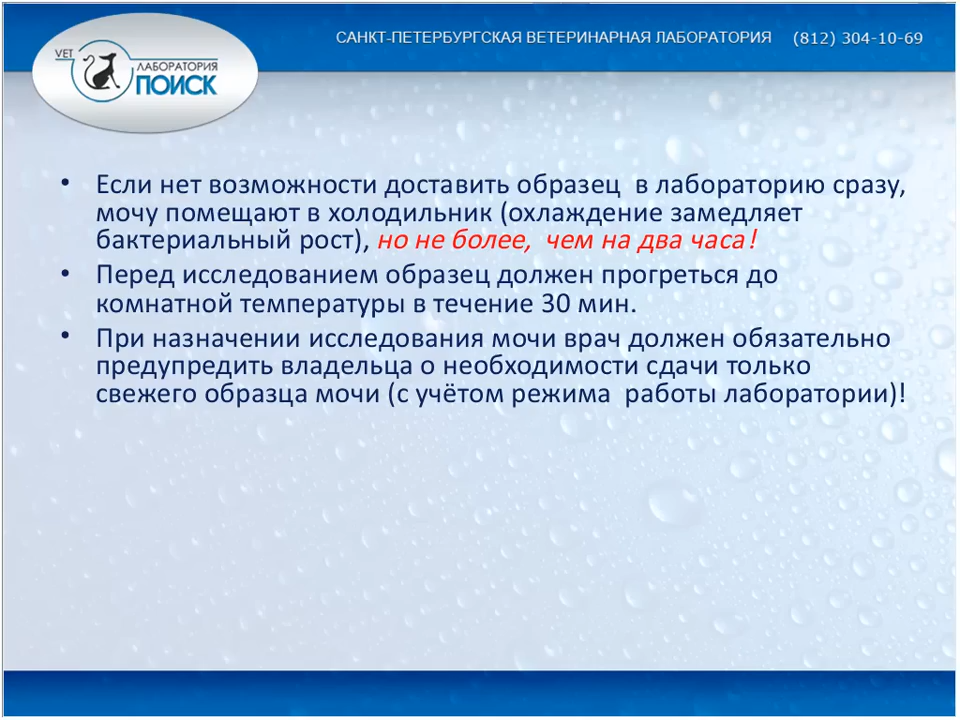 САНКТ-ПЕТЕРБУРГСКАЯ ВЕТЕРИНАРНАЯ ЛАБОРАТОРИЯ (812) 304-10-69
VET
ЛАБОРАТОРИЯ
ПОИСК
• Если нет возможности доставить образец в лабораторию сразу,
мочу помещают в холодильник (охлаждение замедляет
бактериальный рост), но не более, чем на два часа!
• Перед исследованием образец должен прогреться до
комнатной температуры в течение 30 мин.
• При назначении исследования мочи врач должен обязательно
предупредить владельца о необходимости сдачи только
свежего образца мочи (с учётом режима работы лаборатории)!